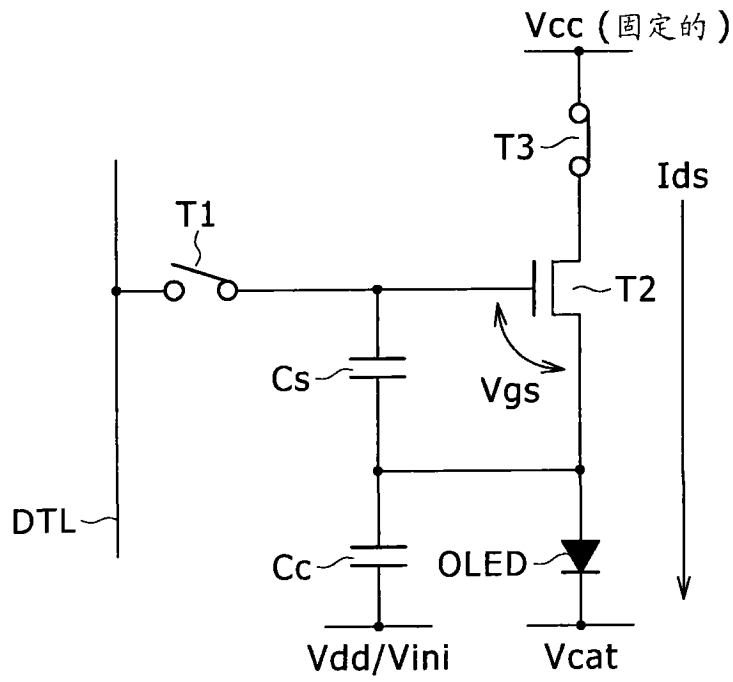 Vcc (固定的)
T3
Ids
T1
T2
Cs
Vgs
DTL
Cc
OLED
Vdd/Vini
Vcat